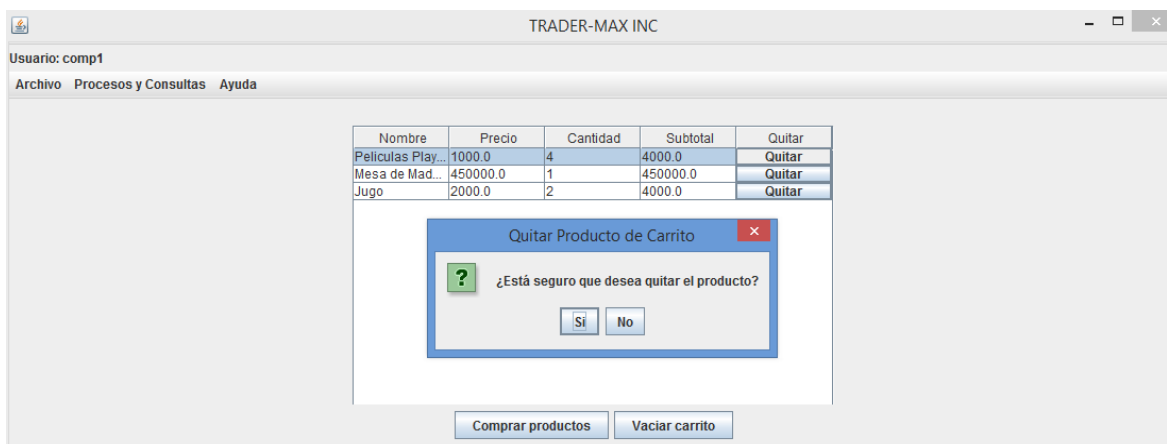 TRADER-MAX INC
Usuario: comp1
Archivo Procesos y Consultas Ayuda
Nombre Precio Cantidad Subtotal Quitar
Peliculas Play... 1000.0 4 4000.0 Quitar
Mesa de Mad... 450000.0 1 450000.0 Quitar
Jugo 2000.0 2 4000.0 Quitar
Quitar Producto de Carrito
¿Está seguro que desea quitar el producto?
Si No
Comprar productos Vaciar carrito